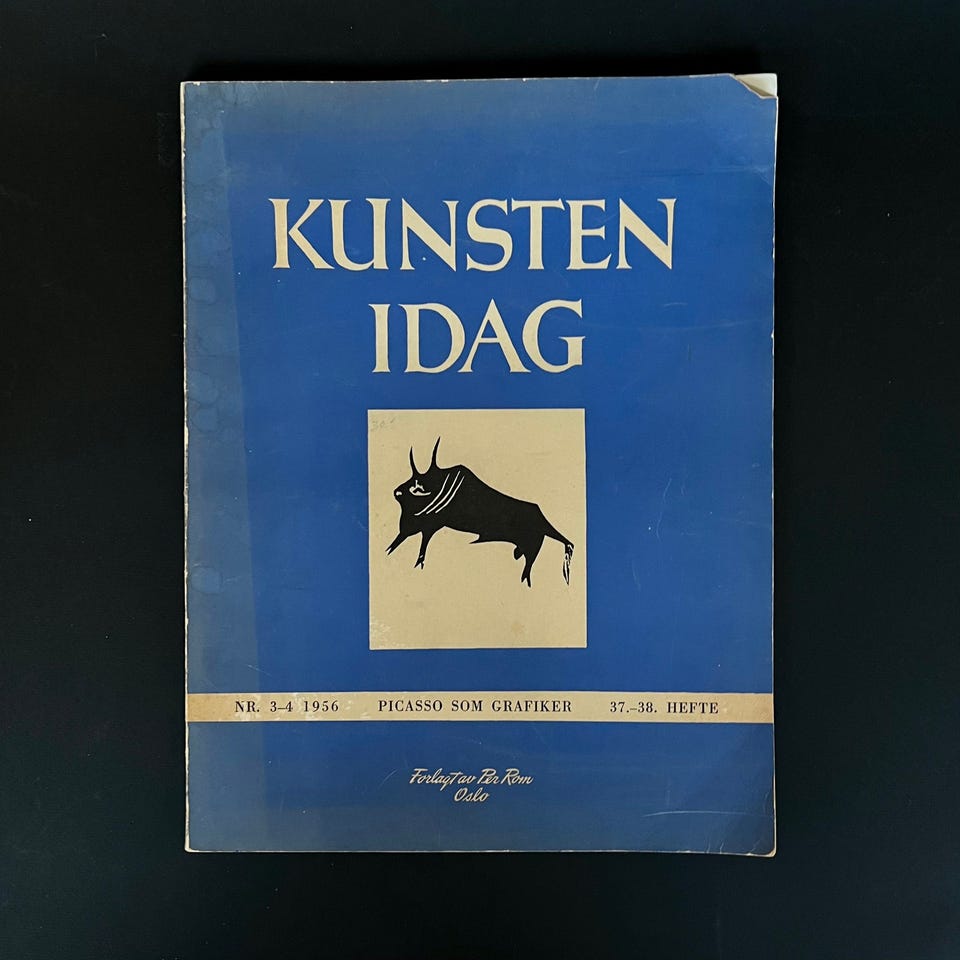 KUNSTEN
IDAG
NR. 3–4 1956 PICASSO SOM GRAFIKER 37.–38. HEFTE
Forlagt av Per Rom
Oslo